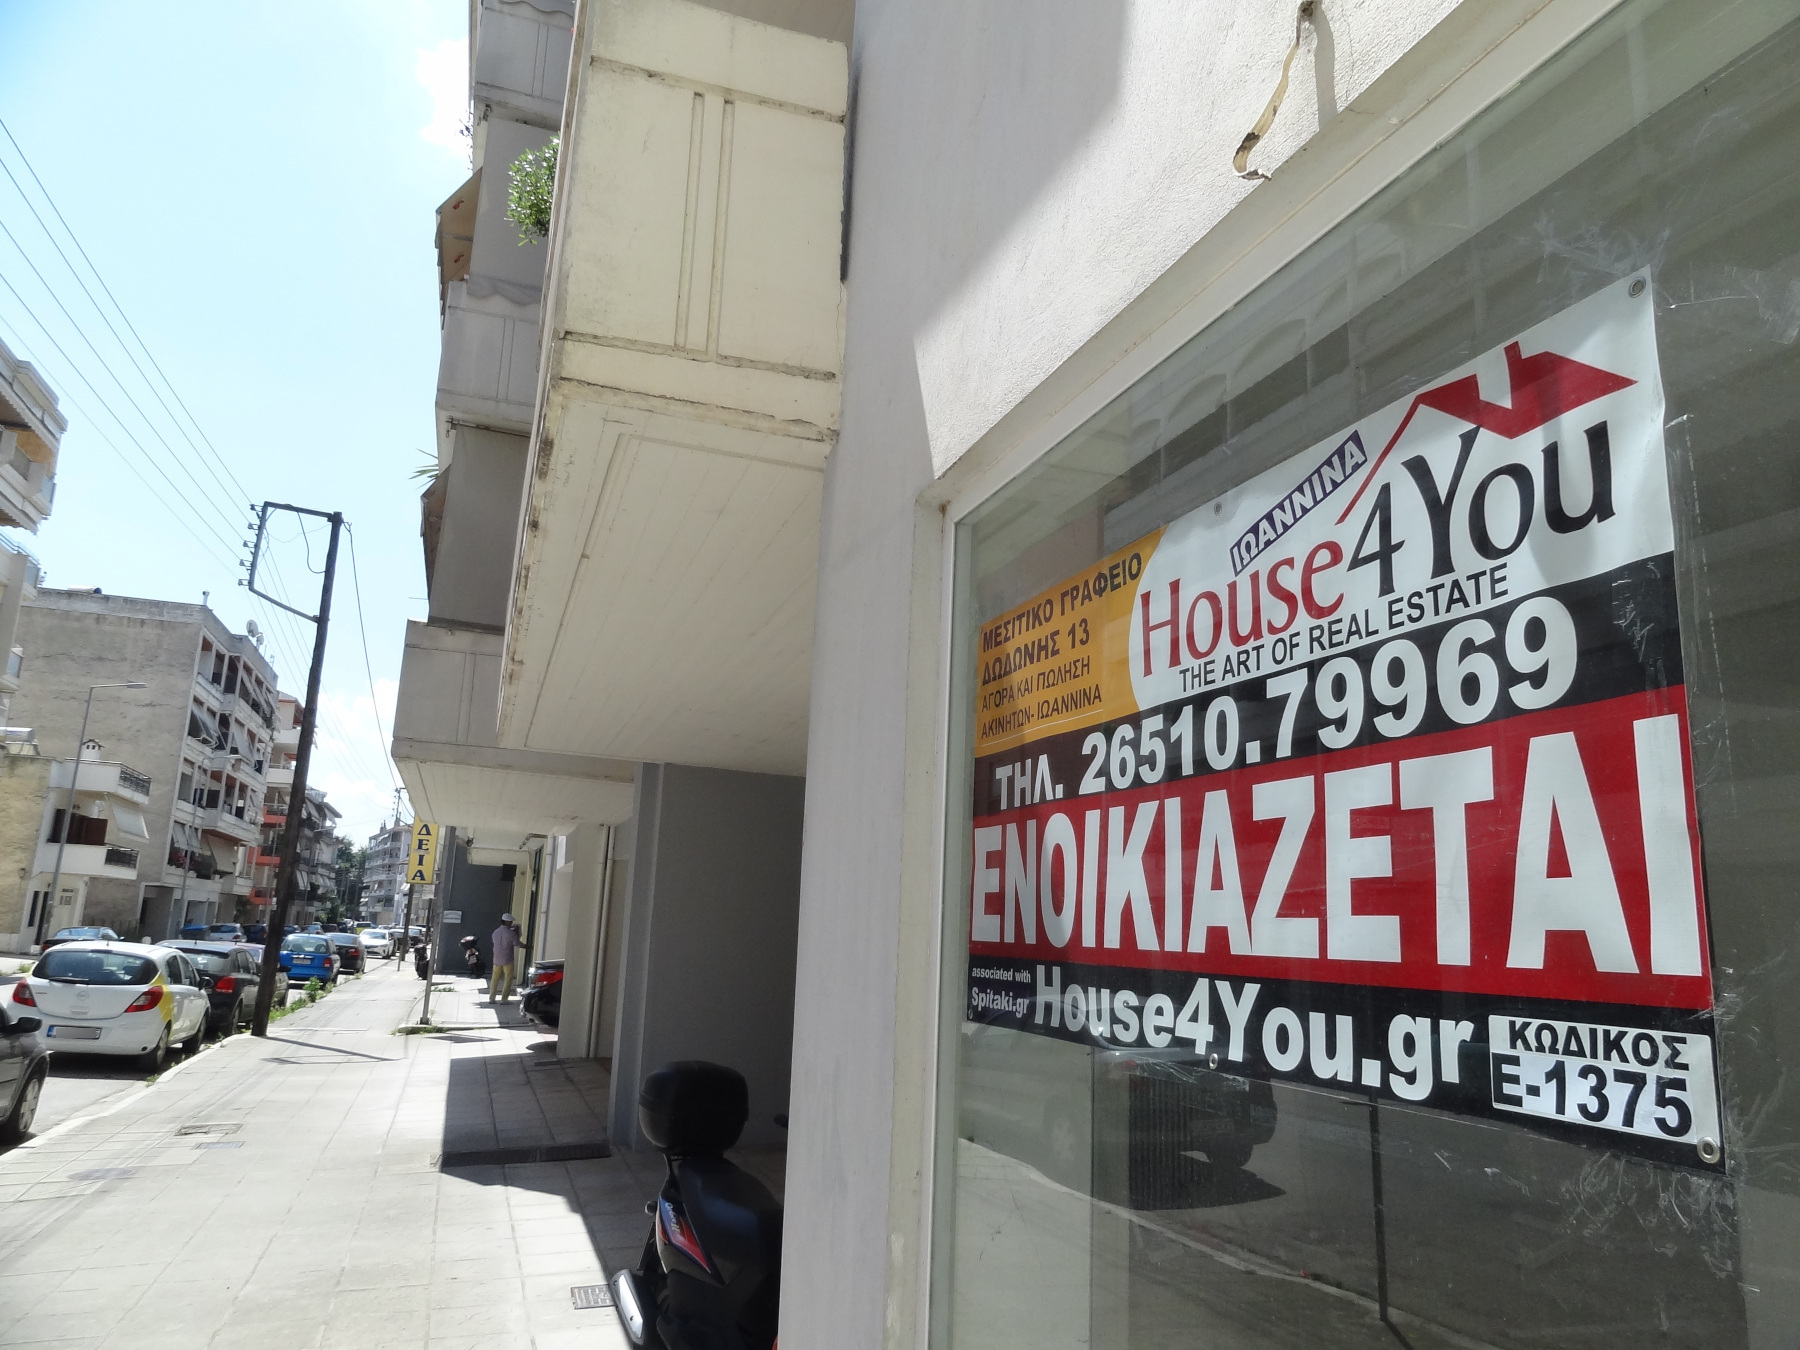 ΜΕΣΙΤΙΚΟ ΓΡΑΦΕΙΟ
ΔΩΔΩΝΗΣ 13
ΑΓΟΡΑ ΚΑΙ ΠΩΛΗΣΗ
ΑΚΙΝΗΤΩΝ- ΙΩΑΝΝΙΝΑ
ΙΩΑΝΝΙΝΑ
House4You
THE ART OF REAL ESTATE
ΤΗΛ. 26510.79969
ΕΝΟΙΚΙΑΖΕΤΑΙ
associated with
Spitaki.gr
House4You.gr
ΚΩΔΙΚΟΣ
E-1375
ΔΕΙΑ